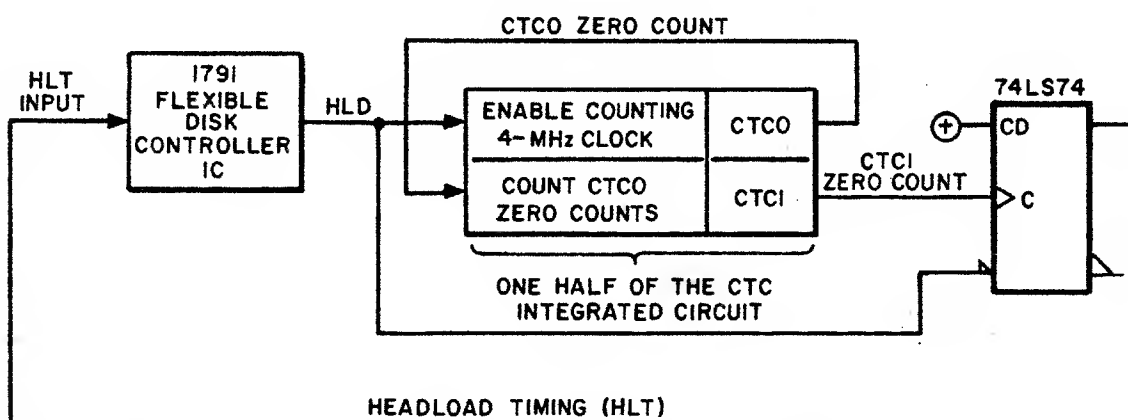 CTCO ZERO COUNT
HLT
INPUT
1791
FLEXIBLE
DISK
CONTROLLER
IC
HLD
ENABLE COUNTING
4-MHz CLOCK
CTCO
COUNT CTCO
ZERO COUNTS
CTCI
CTCI
ZERO COUNT
74LS74
+
CD
C
ONE HALF OF THE CTC
INTEGRATED CIRCUIT
HEADLOAD TIMING (HLT)